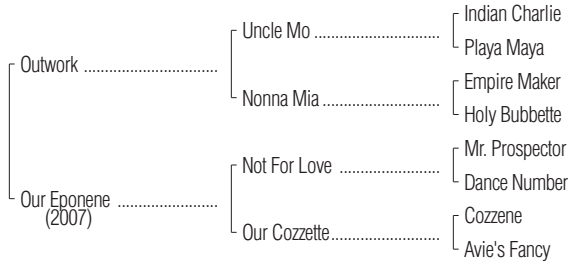 Indian Charlie
Uncle Mo ..............................
Playa Maya
Outwork ................................
Empire Maker
Nonna Mia ............................
Holy Bubbette
Mr. Prospector
Not For Love ........................
Dance Number
Our Eponene ........................
(2007)
Cozzene
Our Cozzette..........................
Avie's Fancy